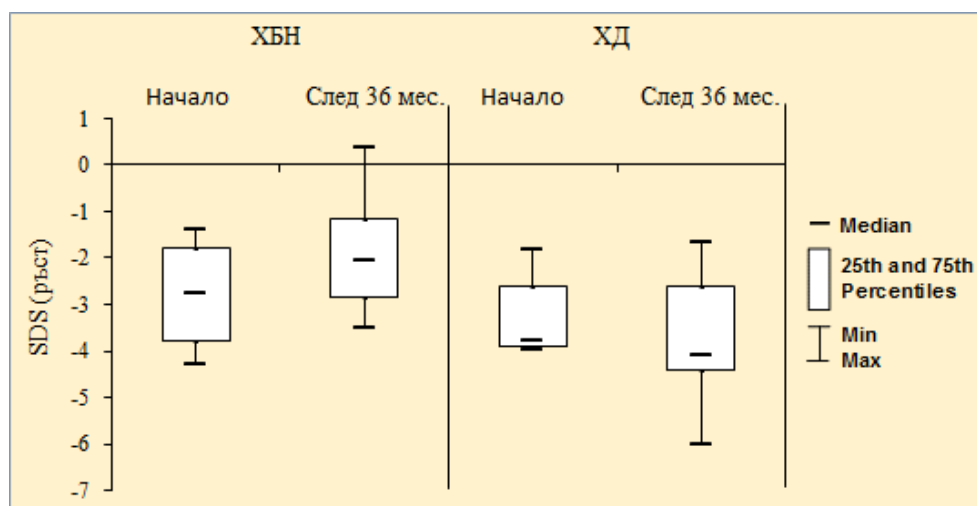 ХБН ХД
Начало След 36 мес. Начало След 36 мес.
1
0
-1
-2
-3
-4
-5
-6
-7
SDS (ръст)
Median
25th and 75th
Percentiles
Min
Max